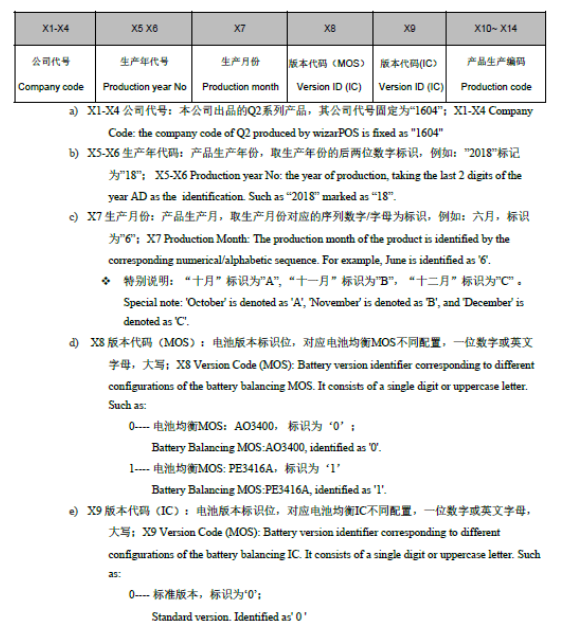 X1-X4 X5 X6 X7 X8 X9 X10~ X14
公司代号 生产年代号 生产月份 版本代码（MOS） 版本代码(IC） 产品生产编码
Company code Production year No Production month Version ID (IC) Version ID (IC) Production code
a) X1-X4 公司代号：本公司出品的Q2系列产品，其公司代号固定为“1604”；X1-X4 Company
Code: the company code of Q2 produced by wizarPOS is fixed as "1604"
b) X5-X6 生产年代码：产品生产年份，取生产年份的后两位数字标识，例如：”2018”标记
为”18”； X5-X6 Production year No: the year of production, taking the last 2 digits of the
year AD as the identification. Such as “2018” marked as “18”.
c) X7 生产月份：产品生产月，取生产月份对应的序列数字/字母为标识，例如：六月，标识
为”6”；X7 Production Month: The production month of the product is identified by the
corresponding numerical/alphabetic sequence. For example, June is identified as '6'.
❖ 特别说明：“十月”标识为”A”，“十一月”标识为”B”，“十二月”标识为”C” 。
Special note: 'October' is denoted as 'A', 'November' is denoted as 'B', and 'December' is
denoted as 'C'.
d) X8 版本代码（MOS）：电池版本标识位，对应电池均衡MOS不同配置，一位数字或英文
字母，大写；X8 Version Code (MOS): Battery version identifier corresponding to different
configurations of the battery balancing MOS. It consists of a single digit or uppercase letter.
Such as:
0---- 电池均衡MOS：AO3400， 标识为‘0’；
Battery Balancing MOS:AO3400, identified as '0'.
1---- 电池均衡MOS: PE3416A，标识为‘1’
Battery Balancing MOS:PE3416A, identified as '1'.
e) X9 版本代码（IC）：电池版本标识位，对应电池均衡IC不同配置，一位数字或英文字母，
大写；X9 Version Code (MOS): Battery version identifier corresponding to different
configurations of the battery balancing IC. It consists of a single digit or uppercase letter. Such
as:
0---- 标准版本，标识为‘0’；
Standard version. Identified as' 0 '